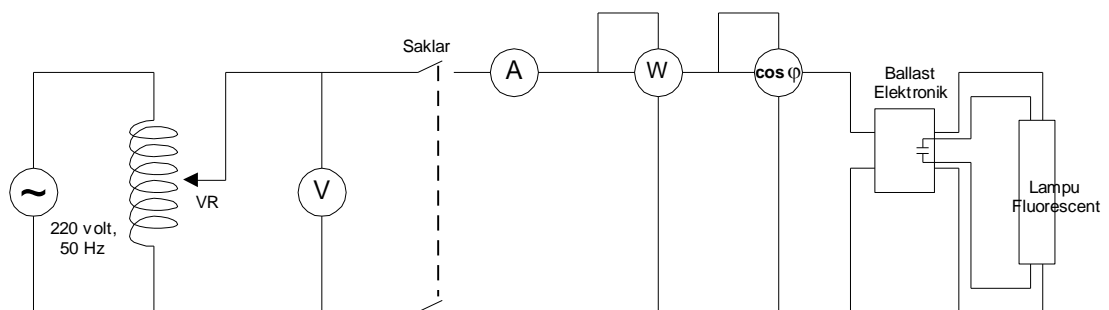 Saklar
A
W
cos φ
Ballast
Elektronik
~
V
VR
220 volt,
50 Hz
Lampu
Fluorescent